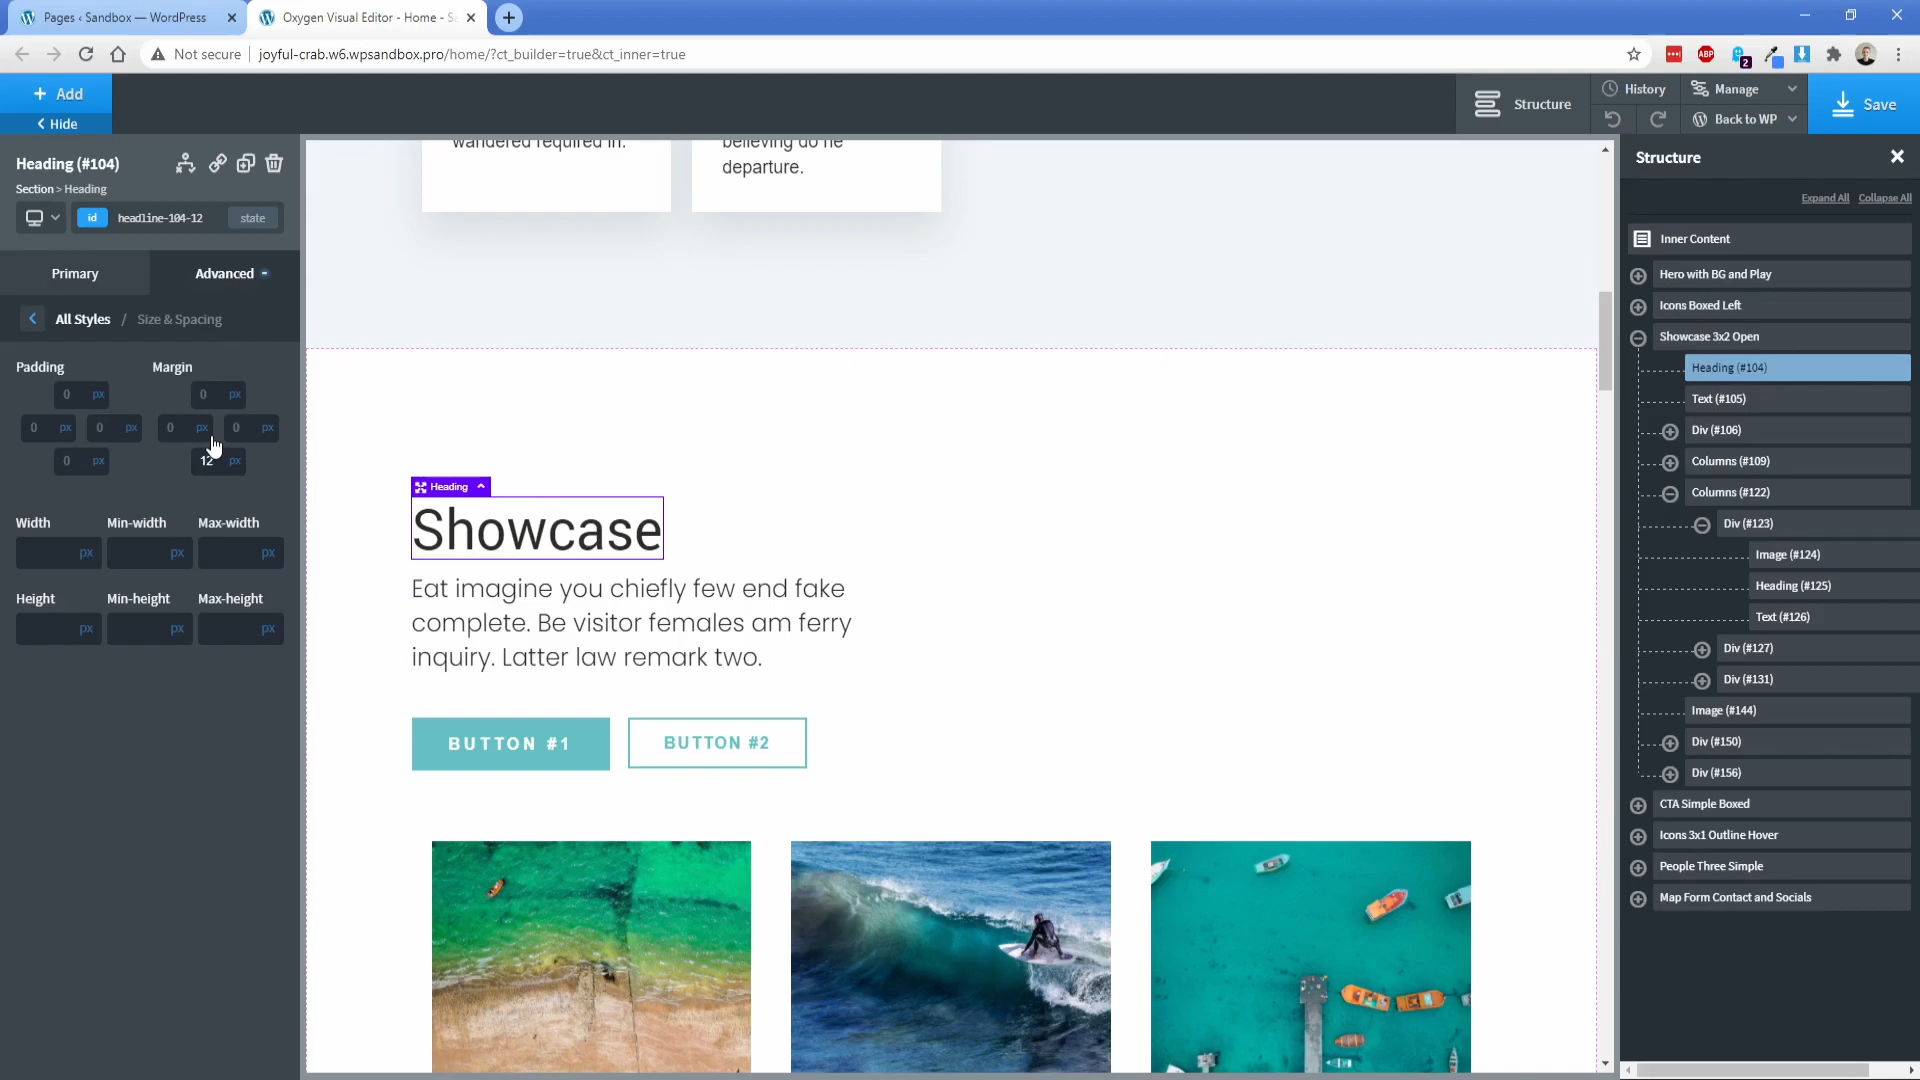 Pages ‹ Sandbox — WordPress
Oxygen Visual Editor - Home - S
Not secure
joyful-crab.w6.wpsandbox.pro/home/?ct_builder=true&ct_inner=true
ABP
2
+ Add
Hide
Structure
History
Manage
Back to WP
Save
Heading (#104)
Section > Heading
id
headline-104-12
state
Primary
Advanced
All Styles / Size & Spacing
Padding
Margin
0 px
0 px
0 px
0 px
0 px
0 px
0 px
12 px
Width
Min-width
Max-width
px
px
px
Height
Min-height
Max-height
px
px
px
wandered required in.
believing do he
departure.
Heading
Showcase
Eat imagine you chiefly few end fake
complete. Be visitor females am ferry
inquiry. Latter law remark two.
BUTTON #1
BUTTON #2
Structure
Expand All
Collapse All
Inner Content
Hero with BG and Play
Icons Boxed Left
Showcase 3x2 Open
Heading (#104)
Text (#105)
Div (#106)
Columns (#109)
Columns (#122)
Div (#123)
Image (#124)
Heading (#125)
Text (#126)
Div (#127)
Div (#131)
Image (#144)
Div (#150)
Div (#156)
CTA Simple Boxed
Icons 3x1 Outline Hover
People Three Simple
Map Form Contact and Socials